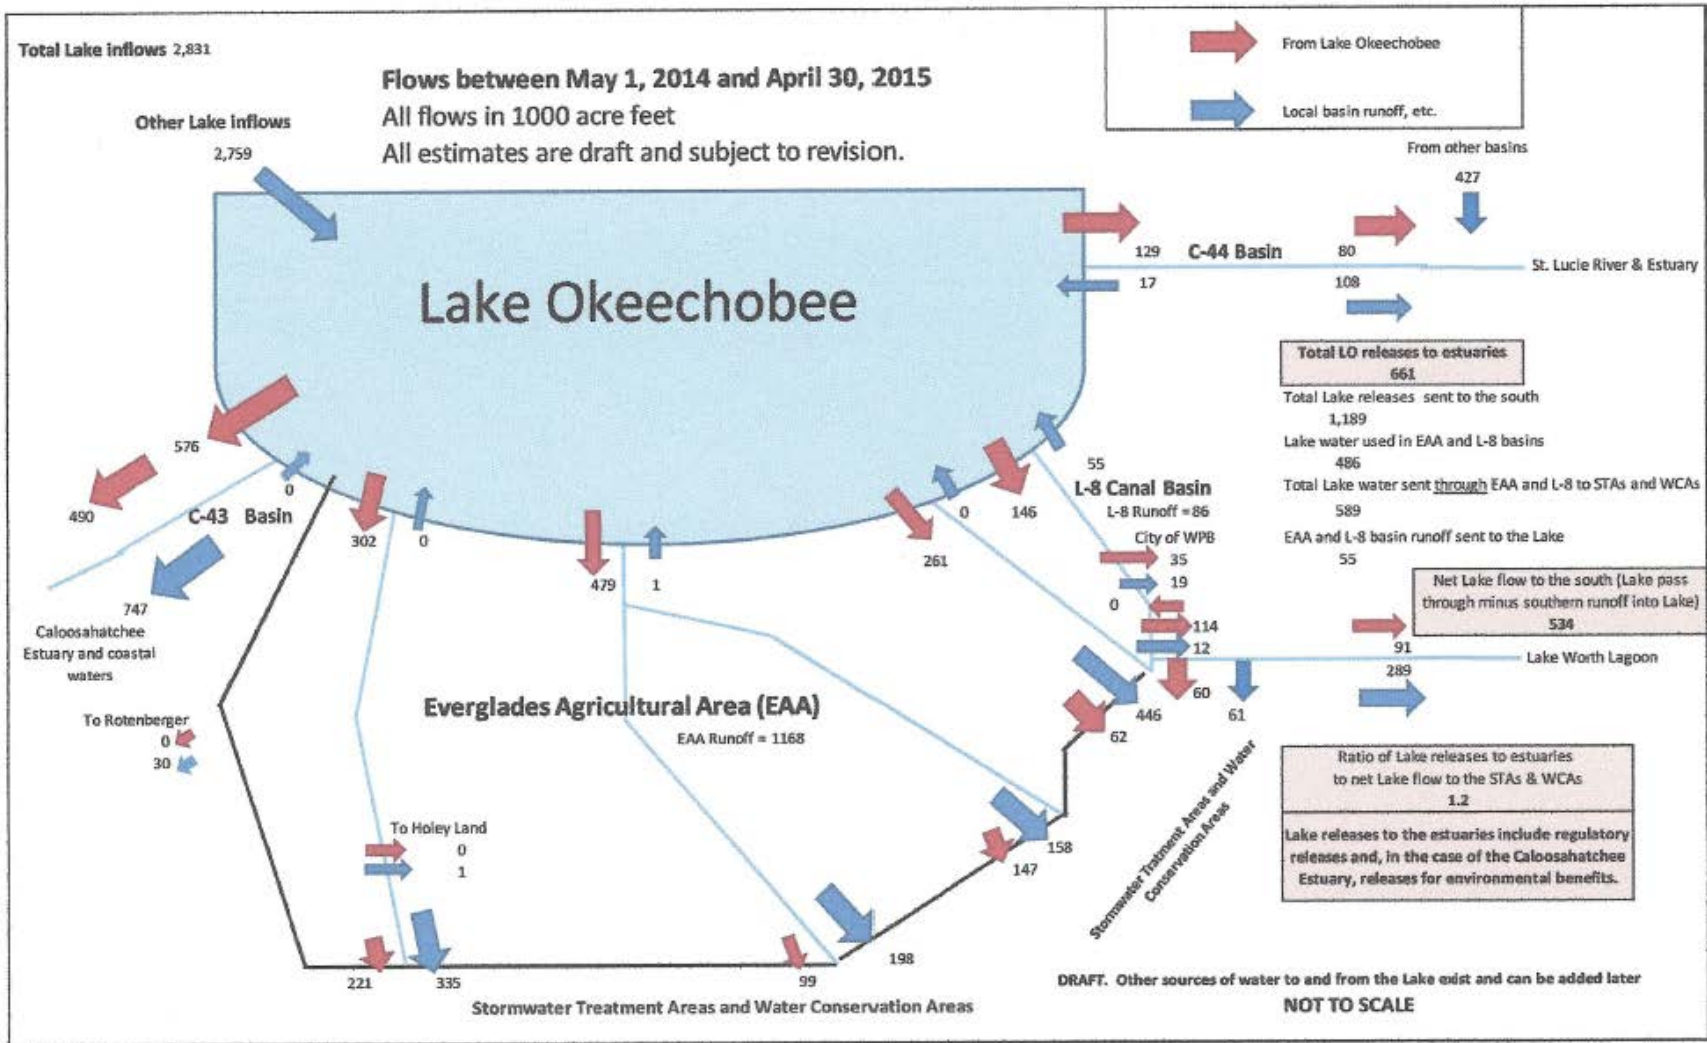 Total Lake inflows 2,831
Flows between May 1, 2014 and April 30, 2015
All flows in 1000 acre feet
All estimates are draft and subject to revision.
From Lake Okeechobee
Local basin runoff, etc.
Other Lake inflows
2,759
From other basins
427
Lake Okeechobee
129
C-44 Basin
80
St. Lucie River & Estuary
17
108
Total LO releases to estuaries
661
Total Lake releases sent to the south
1,189
Lake water used in EAA and L-8 basins
486
Total Lake water sent through EAA and L-8 to STAs and WCAs
589
EAA and L-8 basin runoff sent to the Lake
55
Net Lake flow to the south (Lake pass
through minus southern runoff into Lake)
534
576
490
0
C-43 Basin
747
Caloosahatchee
Estuary and coastal
waters
302
0
479
1
261
0
146
55
L-8 Canal Basin
L-8 Runoff = 86
City of WPB
35
19
0
114
12
91
Lake Worth Lagoon
289
60
61
446
62
To Rotenberger
0
30
Everglades Agricultural Area (EAA)
EAA Runoff = 1168
To Holey Land
0
1
158
147
198
99
221
335
Stormwater Treatment Areas and Water Conservation Areas
Stormwater Treatment Areas and Water
Conservation Areas
Ratio of Lake releases to estuaries
to net Lake flow to the STAs & WCAs
1.2
Lake releases to the estuaries include regulatory
releases and, in the case of the Caloosahatchee
Estuary, releases for environmental benefits.
DRAFT. Other sources of water to and from the Lake exist and can be added later
NOT TO SCALE